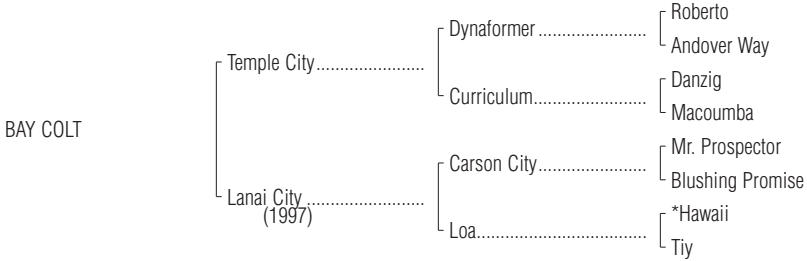 Roberto
Dynaformer........................
Andover Way
Temple City........................
Danzig
Curriculum.........................
Macoumba
BAY COLT
Mr. Prospector
Carson City........................
Blushing Promise
Lanai City..........................
(1997)
*Hawaii
Loa.....................................
Tiy